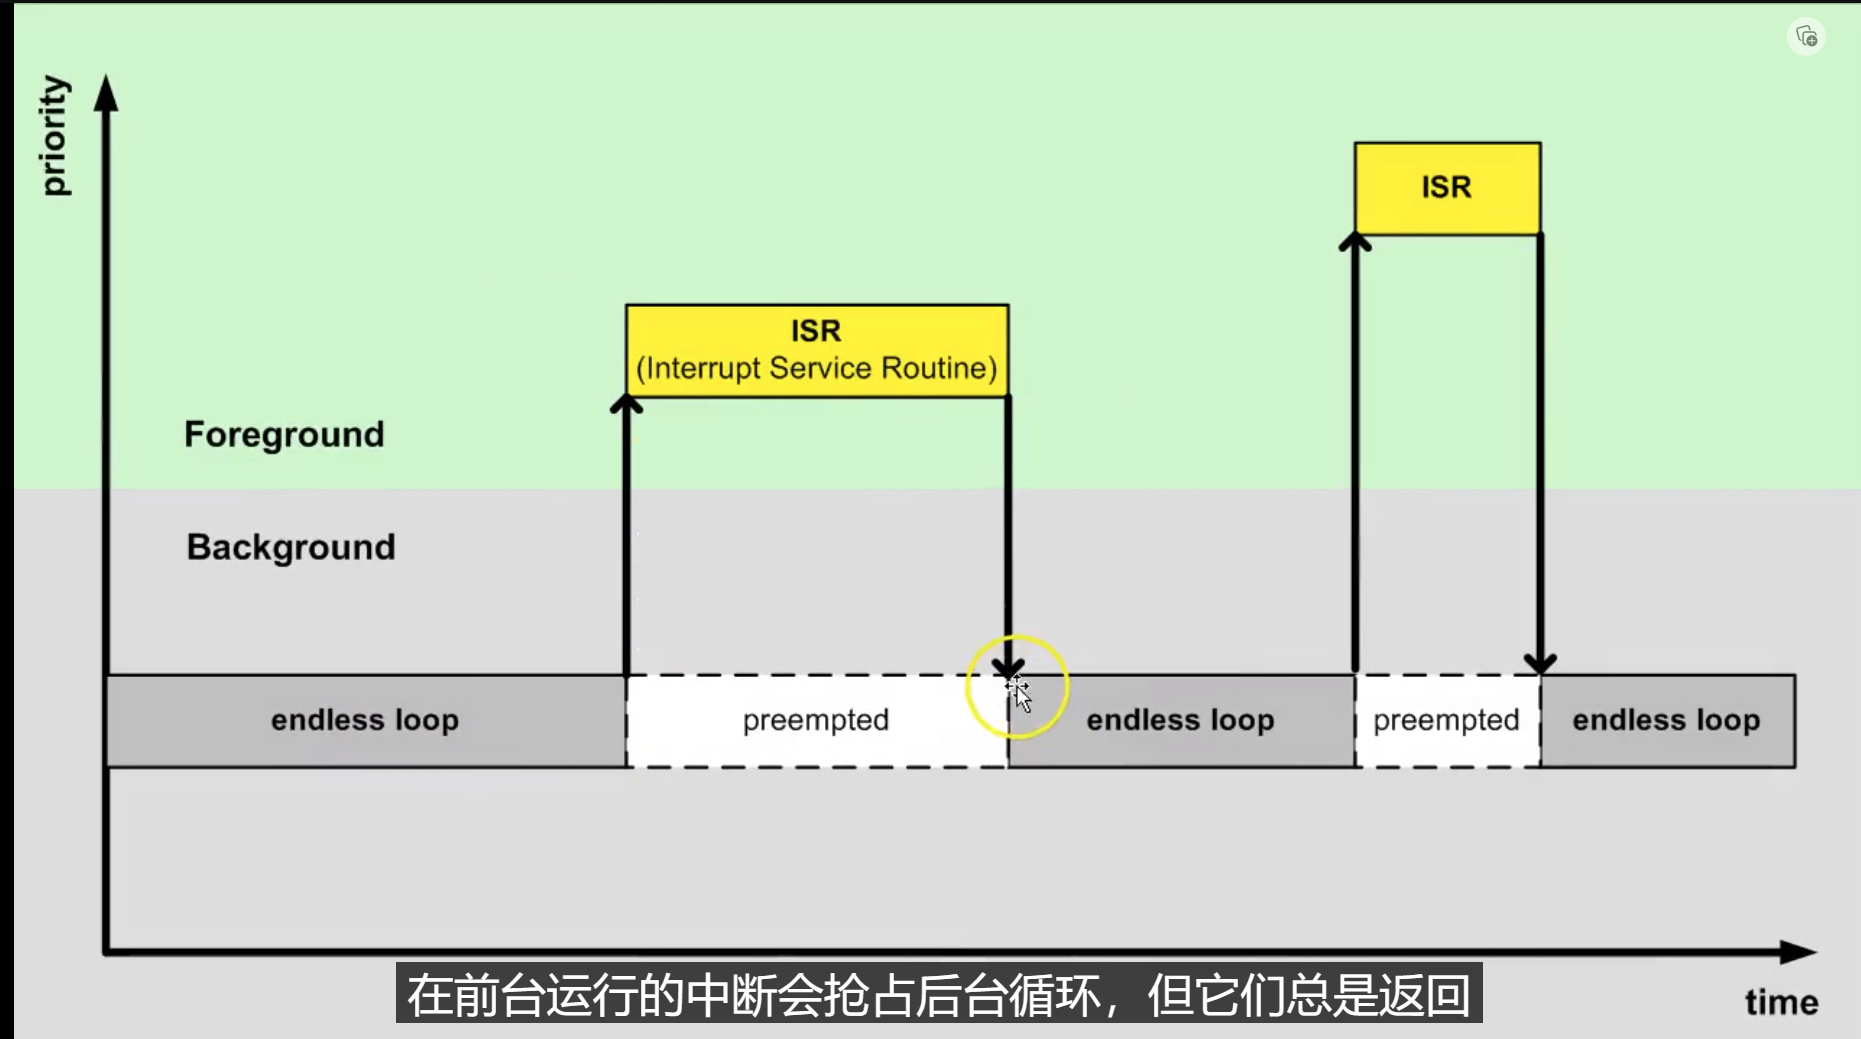 priority
ISR
ISR
(Interrupt Service Routine)
Foreground
Background
endless loop
preempted
endless loop
preempted
endless loop
在前台运行的中断会抢占后台循环，但它们总是返回
time